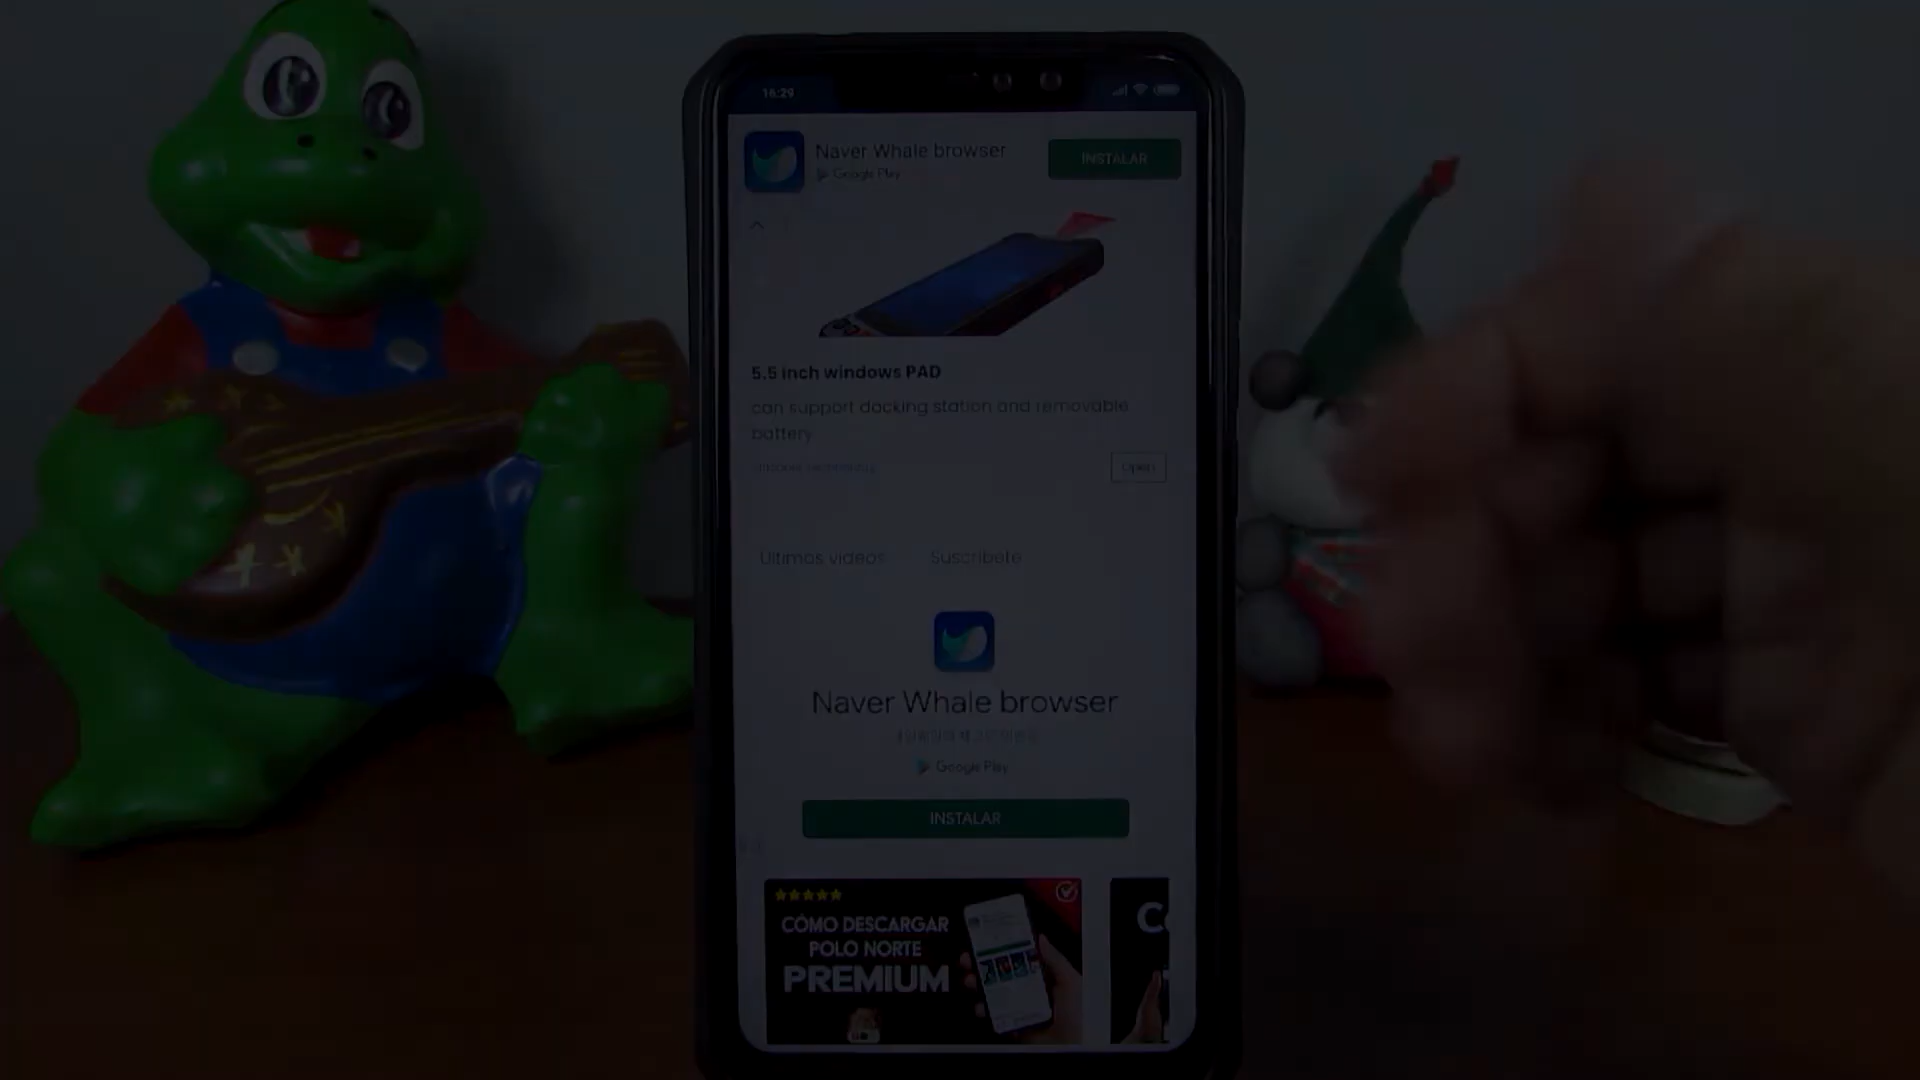 16:29
Naver Whale browser
Google Play
INSTALAR
5.5 inch windows PAD
can support docking station and removable
battery
Open
Últimos videos
Suscríbete
Naver Whale browser
Google Play
INSTALAR
CÓMO DESCARGAR
POLO NORTE
PREMIUM